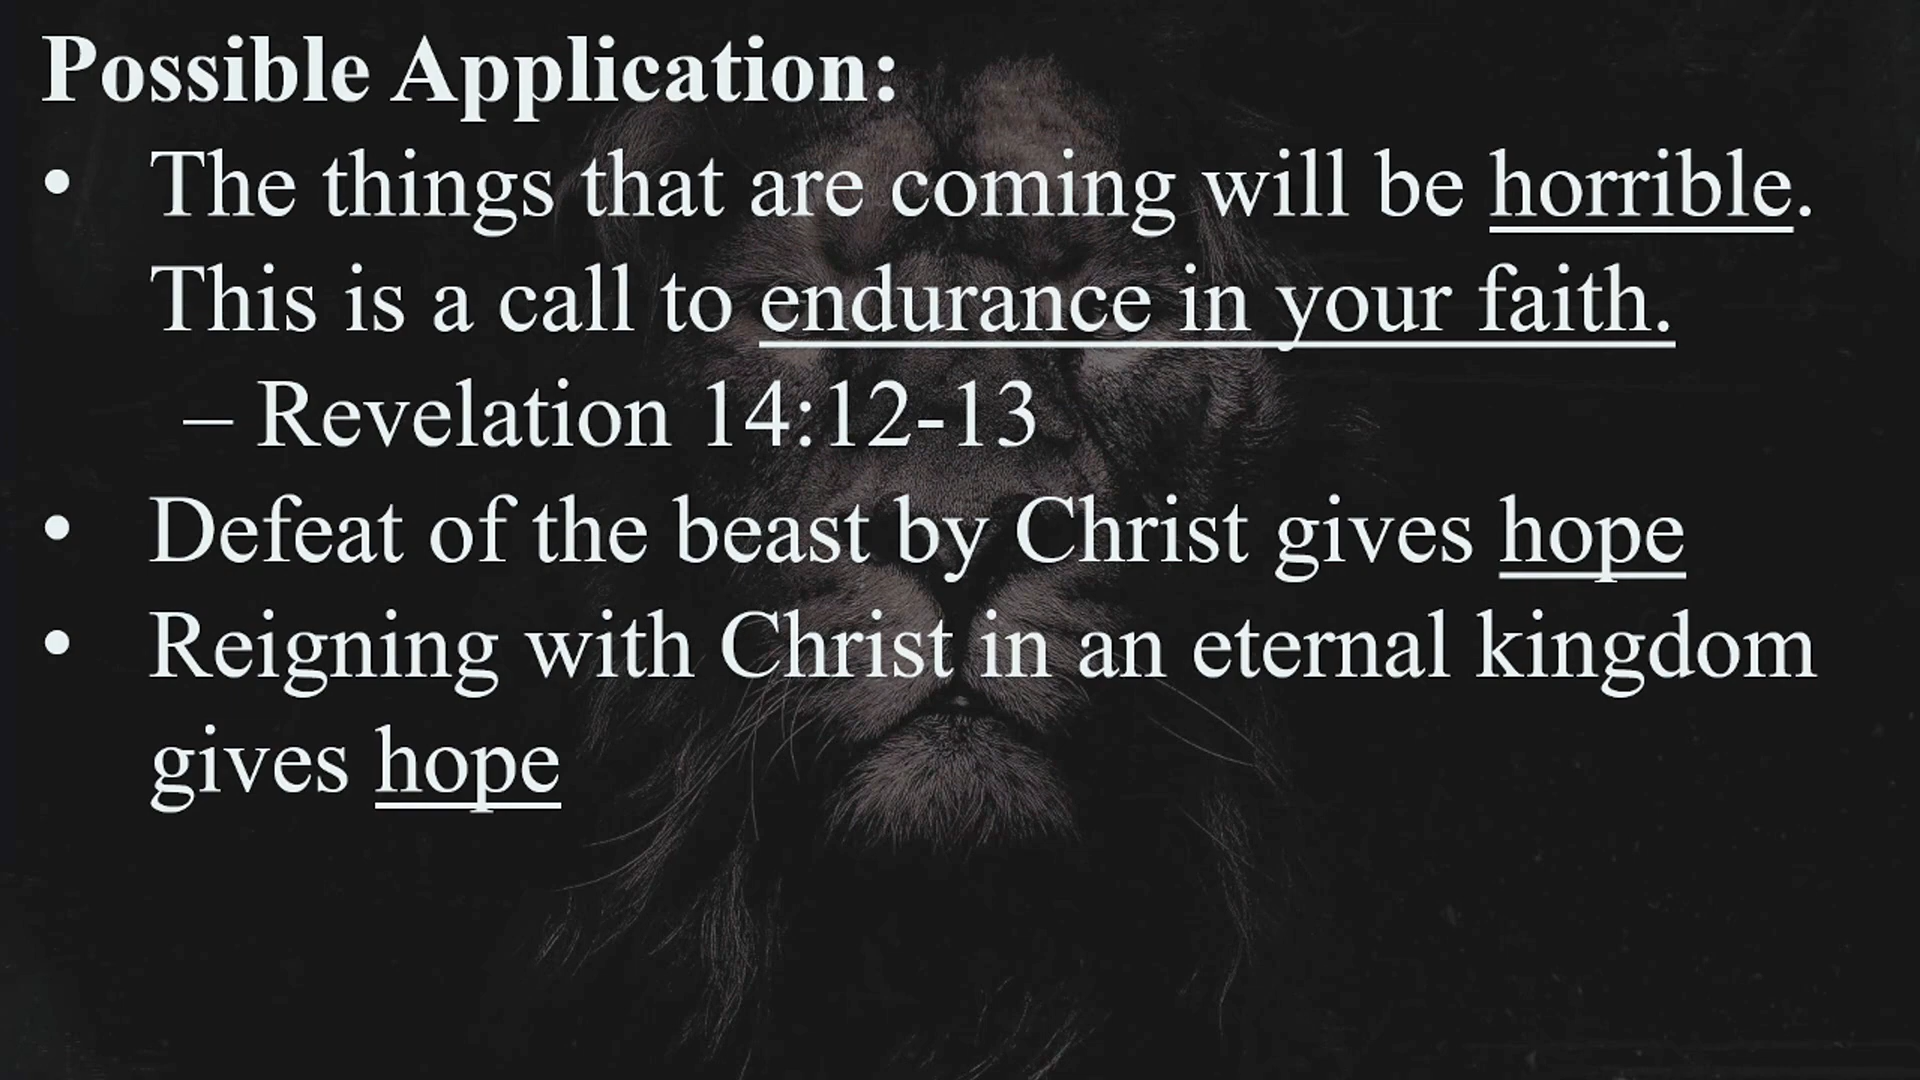 Possible Application:
• The things that are coming will be horrible.
This is a call to endurance in your faith.
– Revelation 14:12-13
• Defeat of the beast by Christ gives hope
• Reigning with Christ in an eternal kingdom
gives hope